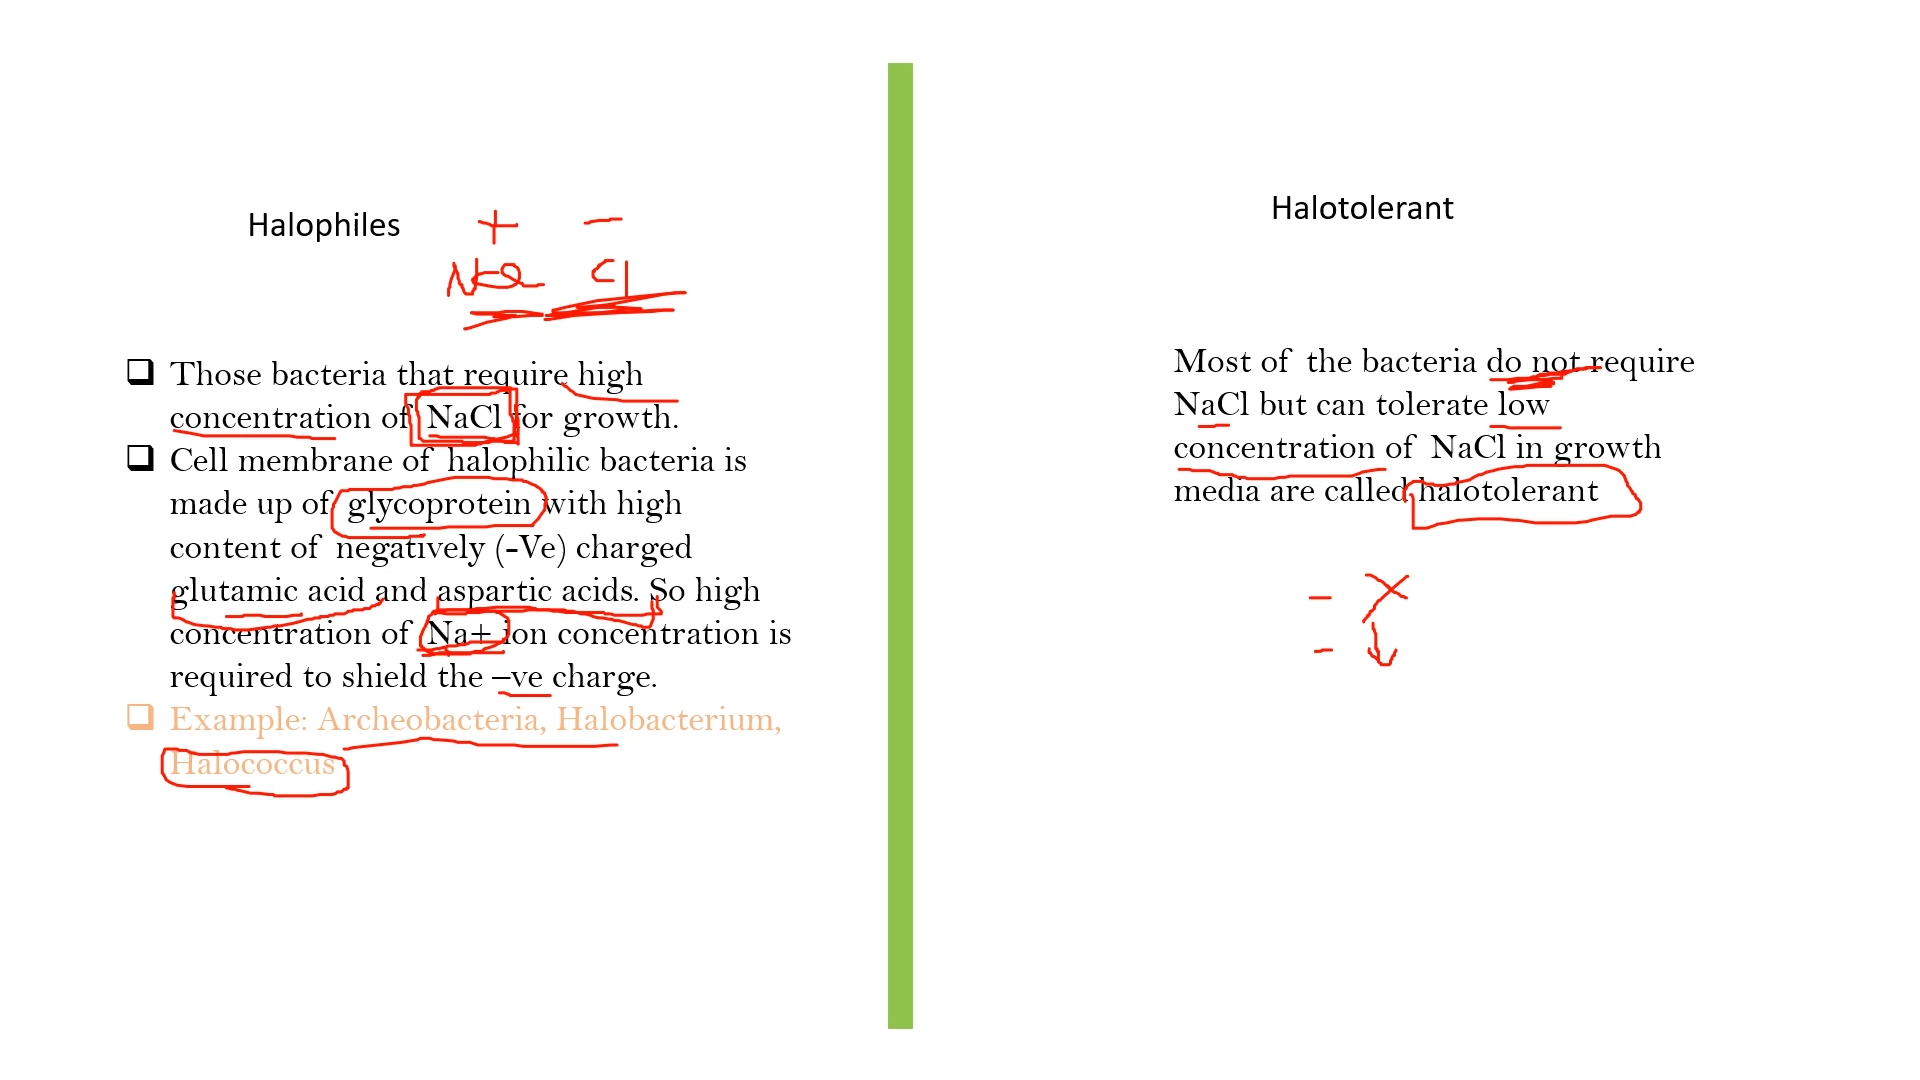 Halophiles
+ -
Na Cl
Those bacteria that require high
concentration of NaCl for growth.
Cell membrane of halophilic bacteria is
made up of glycoprotein with high
content of negatively (-Ve) charged
glutamic acid and aspartic acids. So high
concentration of Na+ ion concentration is
required to shield the –ve charge.
Example: Archeobacteria, Halobacterium,
Halococcus
Halotolerant
Most of the bacteria do not require
NaCl but can tolerate low
concentration of NaCl in growth
media are called halotolerant